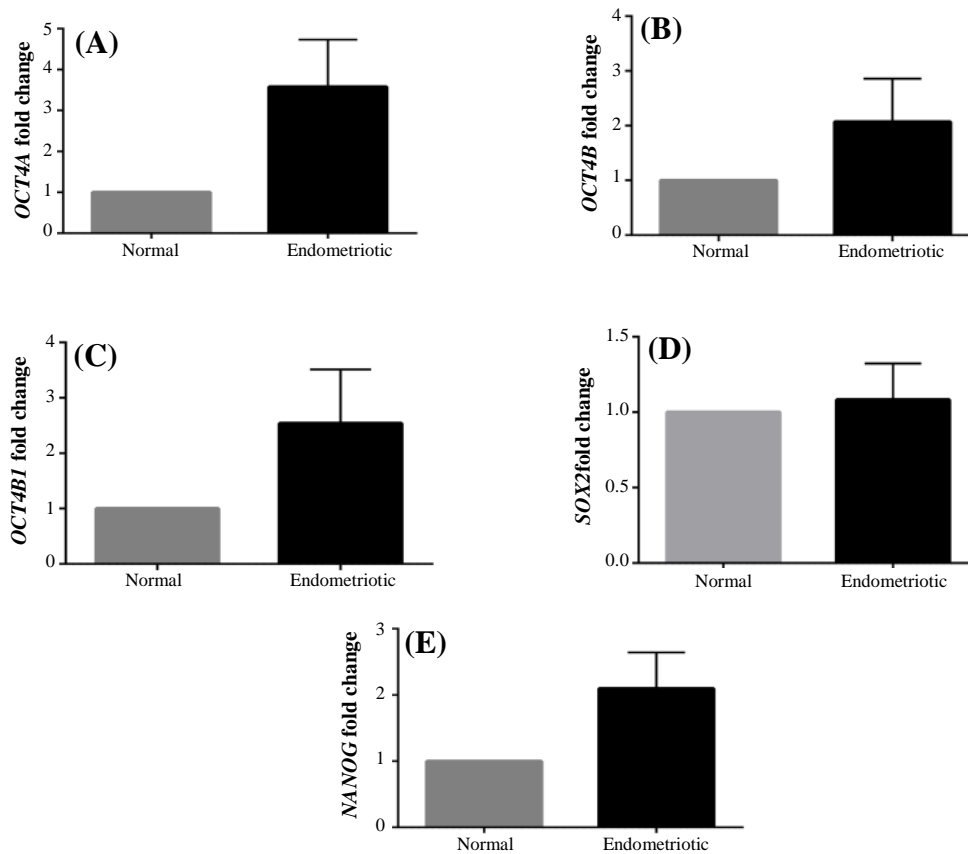 (A)
OCT4A fold change
5
4
3
2
1
0
Normal Endometriotic
(B)
OCT4B fold change
4
3
2
1
0
Normal Endometriotic
(C)
OCT4B1 fold change
4
3
2
1
0
Normal Endometriotic
(D)
SOX2fold change
1.5
1.0
0.5
0.0
Normal Endometriotic
(E)
NANOG fold change
3
2
1
0
Normal Endometriotic